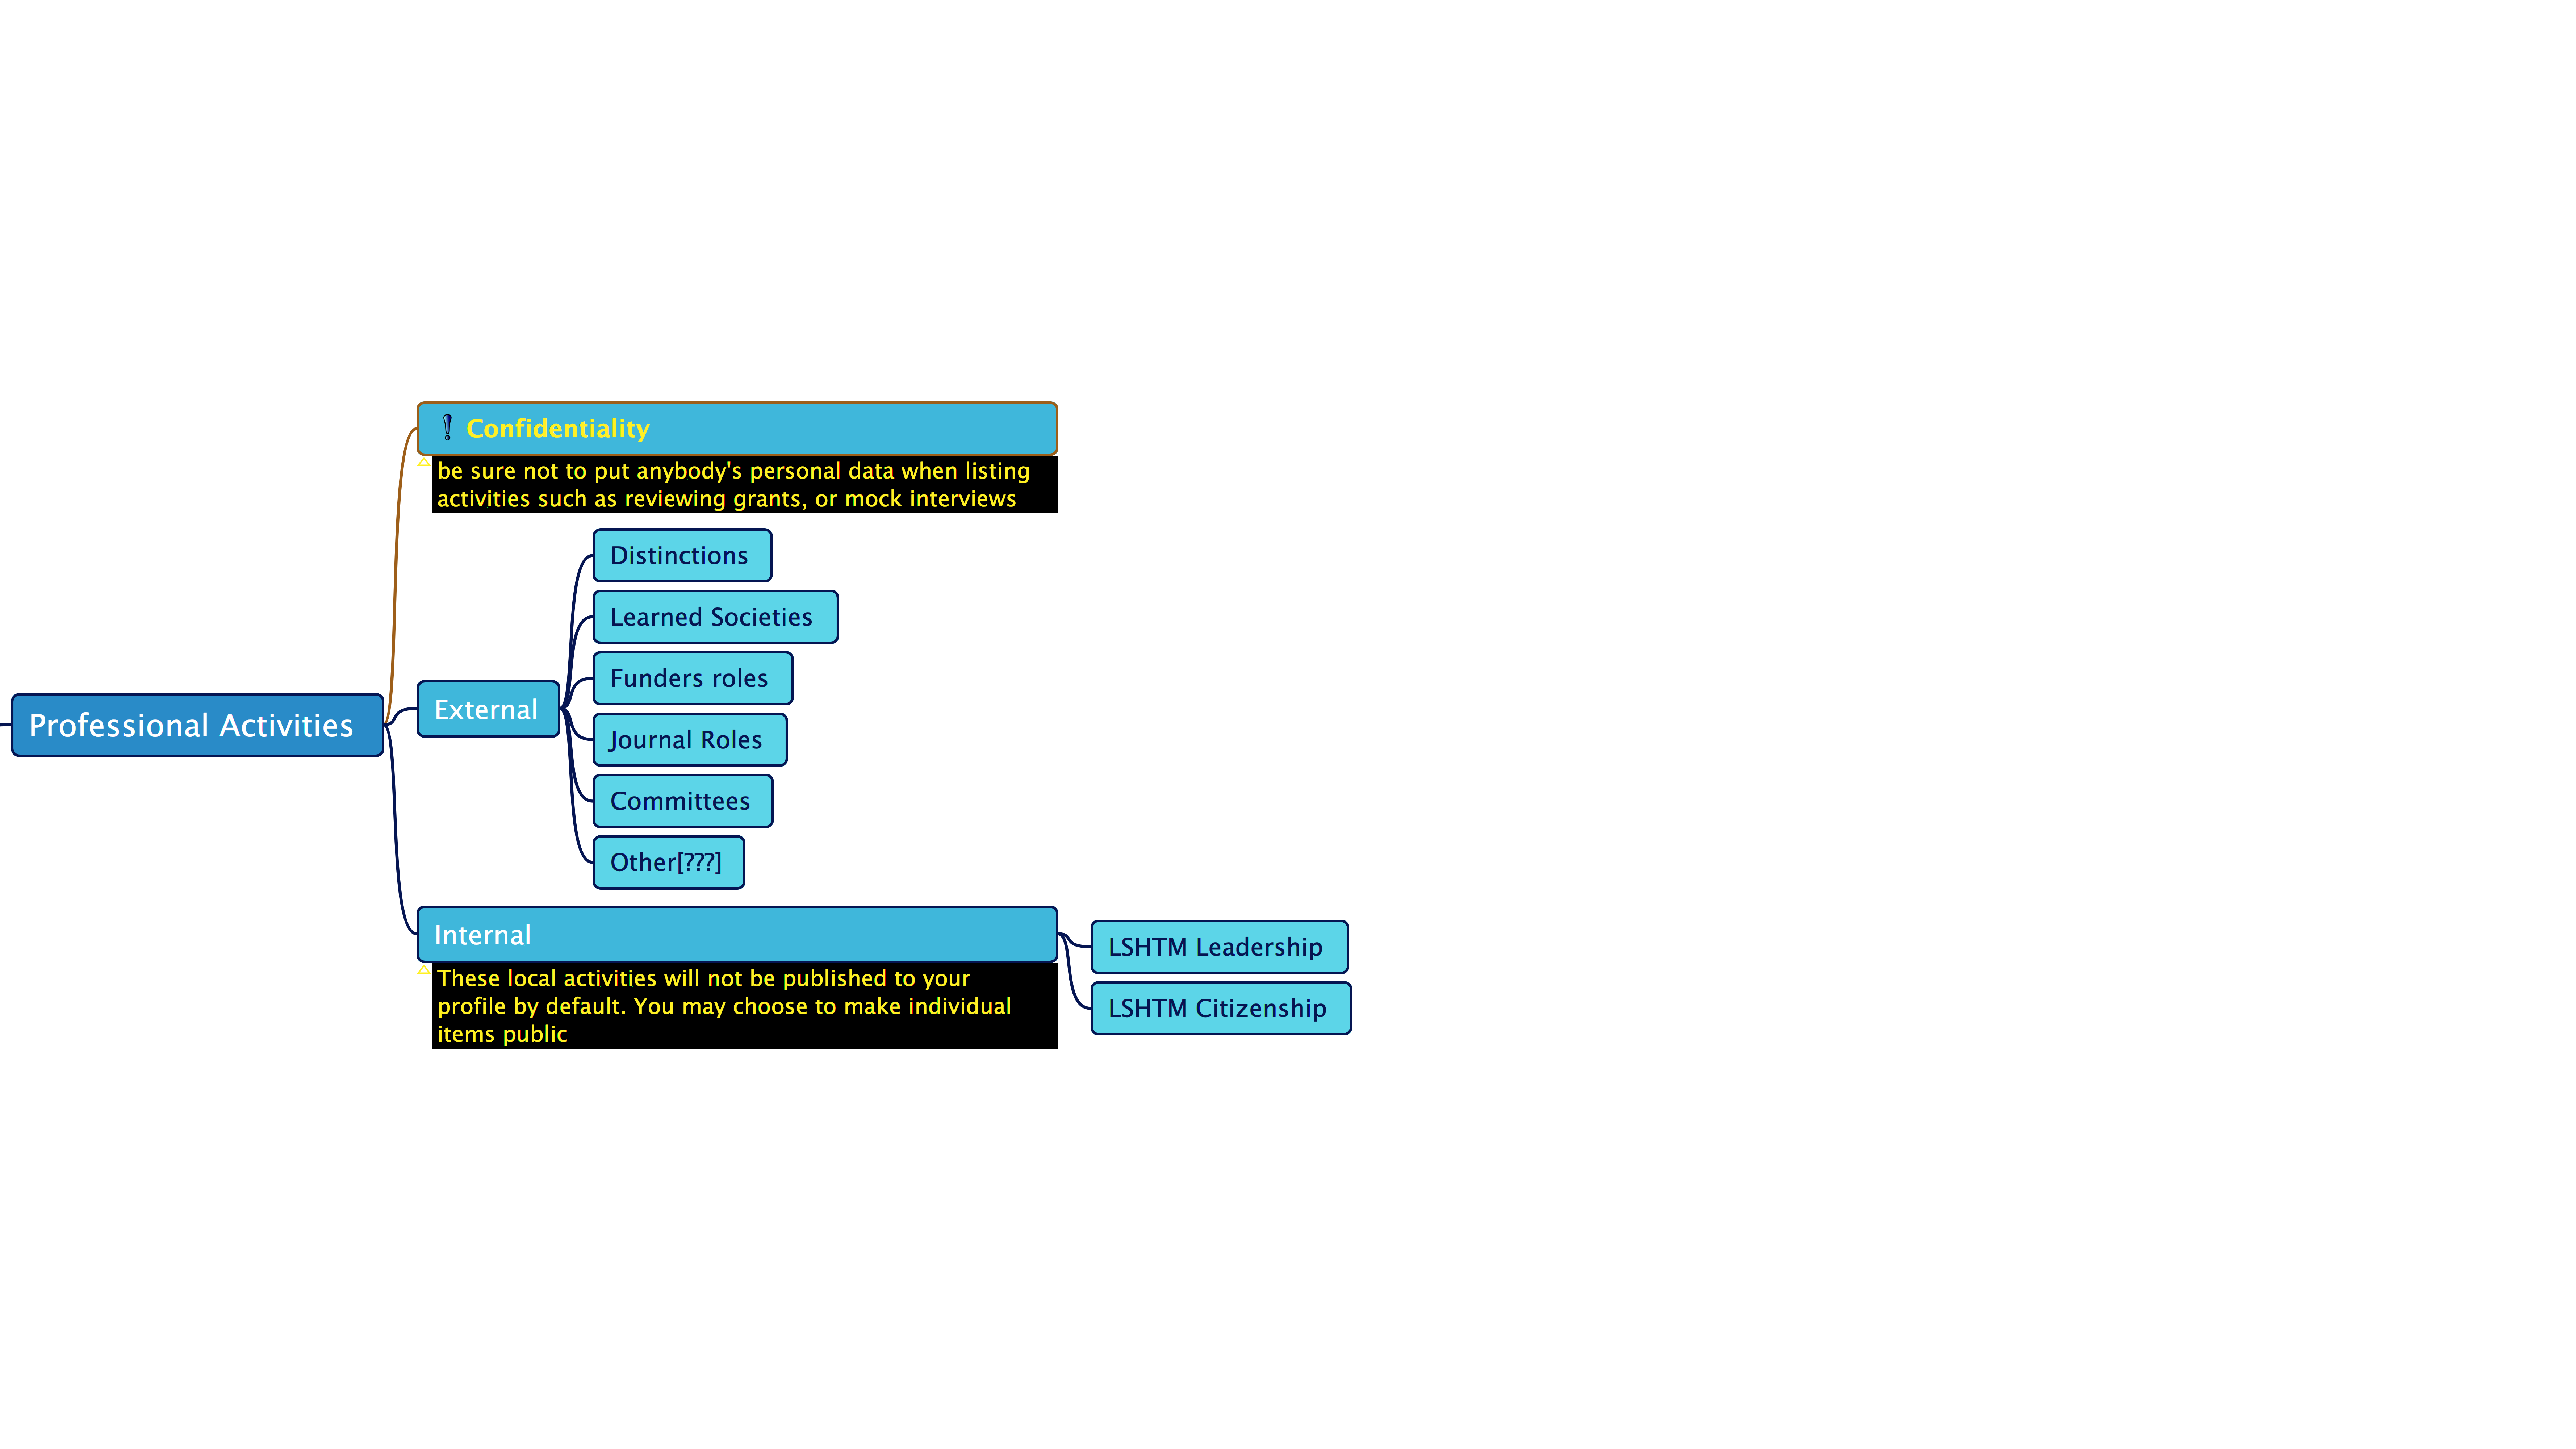 Professional Activities
! Confidentiality
be sure not to put anybody's personal data when listing
activities such as reviewing grants, or mock interviews
External
Distinctions
Learned Societies
Funders roles
Journal Roles
Committees
Other[???]
Internal
These local activities will not be published to your
profile by default. You may choose to make individual
items public
LSHTM Leadership
LSHTM Citizenship